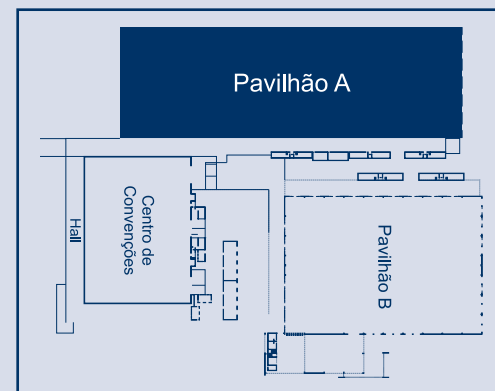 Pavilhão A
Centro de
Convenções
Hall
Pavilhão B